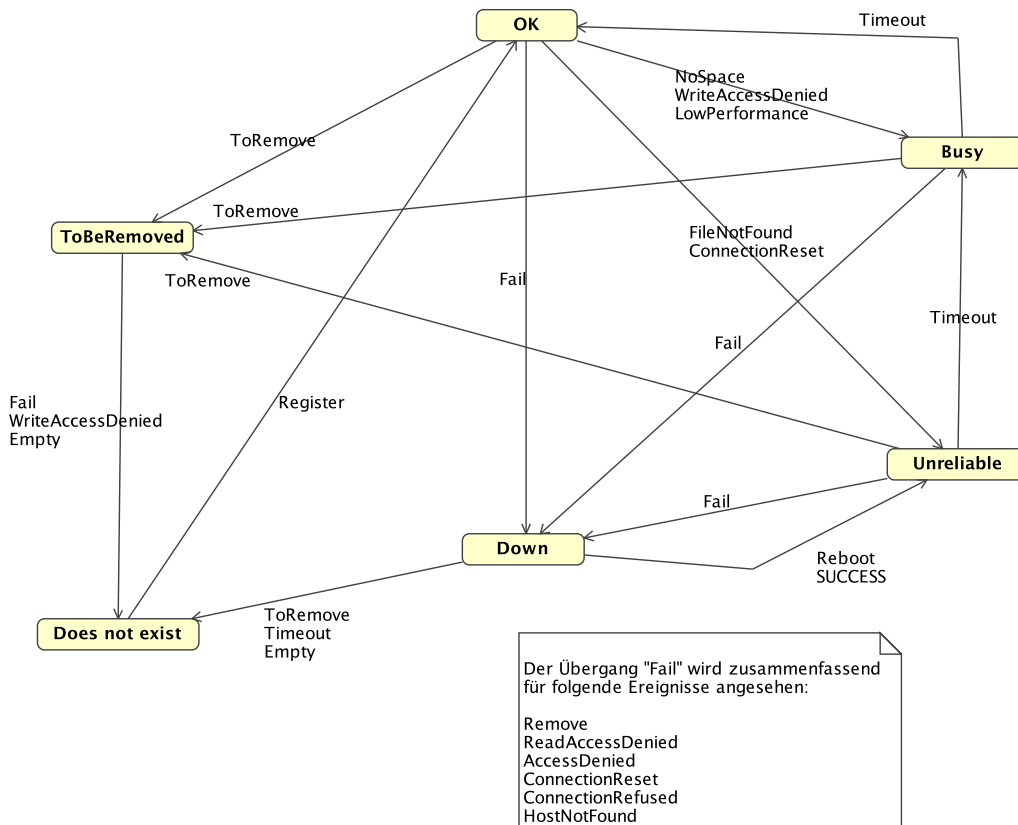 OK
Timeout
NoSpace
WriteAccessDenied
LowPerformance
ToRemove
Busy
ToRemove
ToBeRemoved
FileNotFound
ConnectionReset
ToRemove
Fail
Timeout
Fail
Fail
WriteAccessDenied
Empty
Register
Unreliable
Fail
Down
Reboot
SUCCESS
Does not exist
ToRemove
Timeout
Empty
Der Übergang "Fail" wird zusammenfassend
für folgende Ereignisse angesehen:
Remove
ReadAccessDenied
AccessDenied
ConnectionReset
ConnectionRefused
HostNotFound